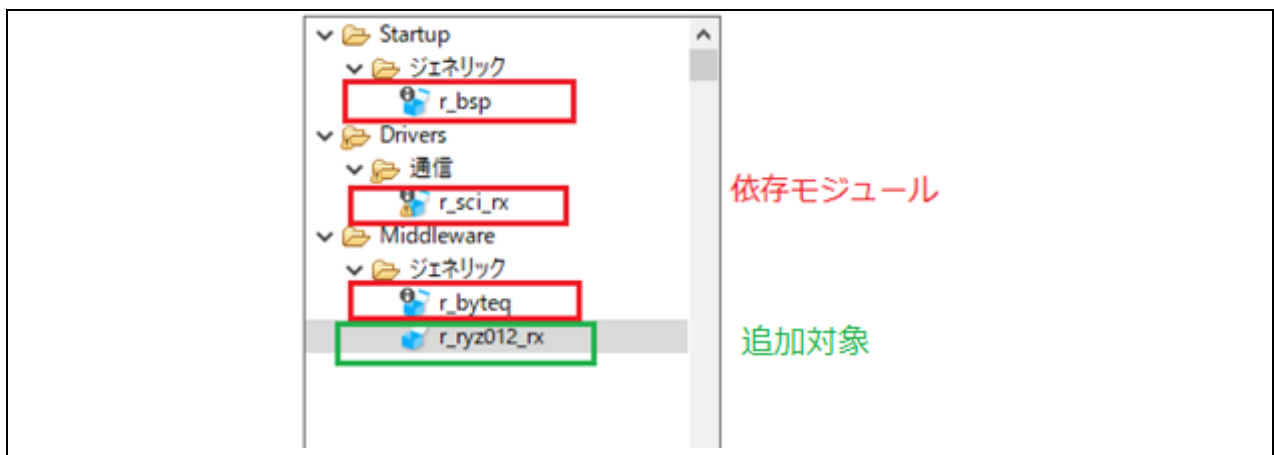 Startup
ジェネリック
r_bsp
Drivers
通信
r_sci_rx
依存モジュール
Middleware
ジェネリック
r_byteq
r_ryz012_rx
追加対象